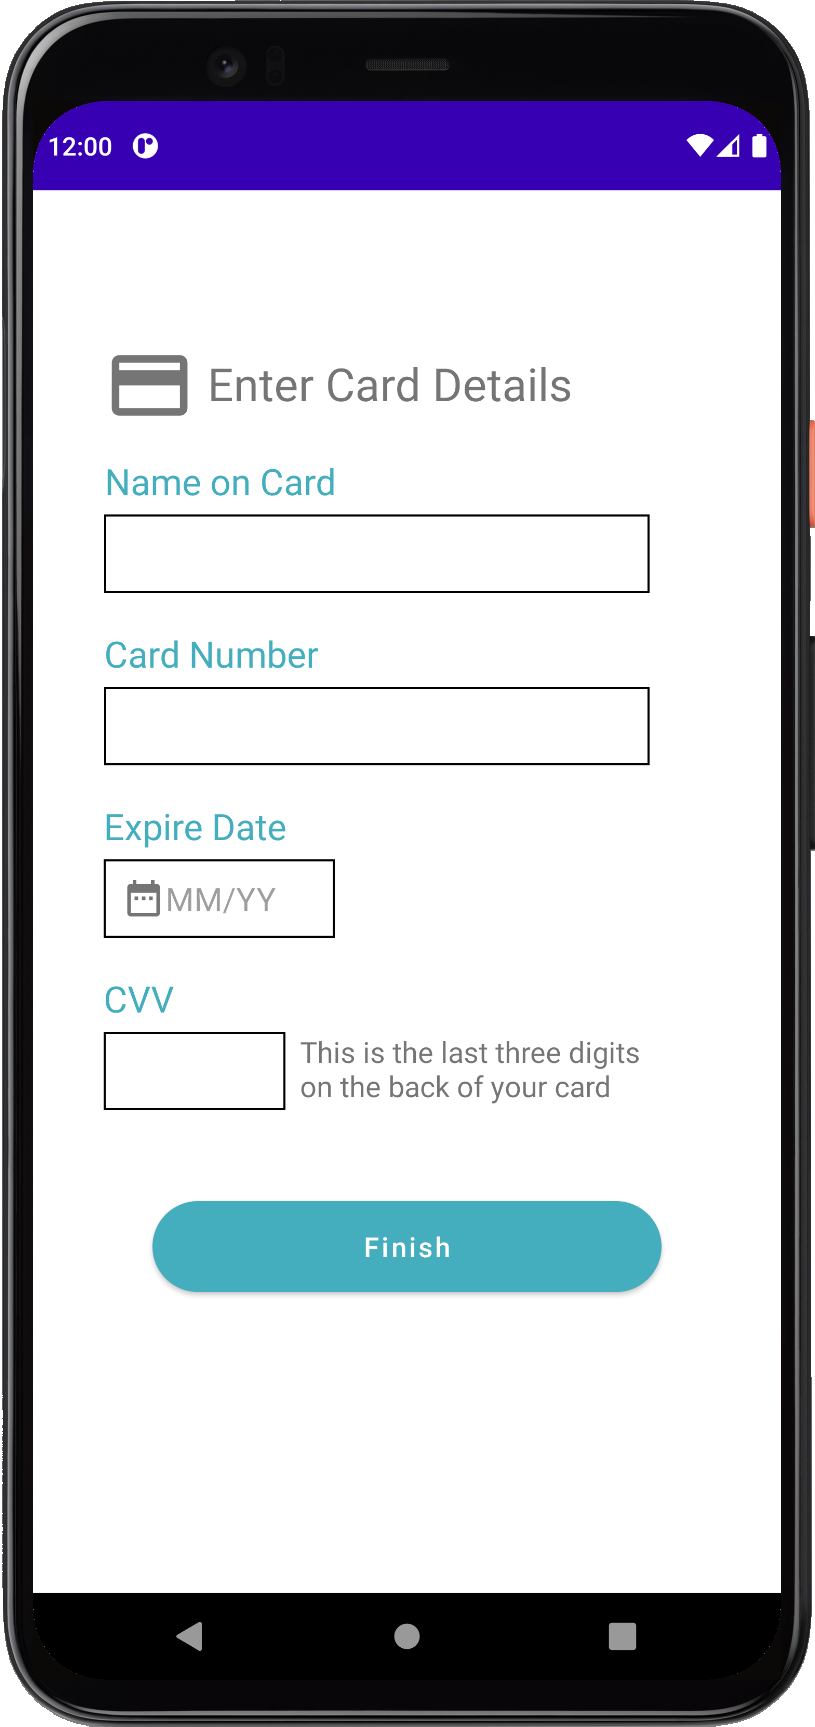 12:00
Enter Card Details
Name on Card
Card Number
Expire Date
MM/YY
CVV
This is the last three digits
on the back of your card
Finish